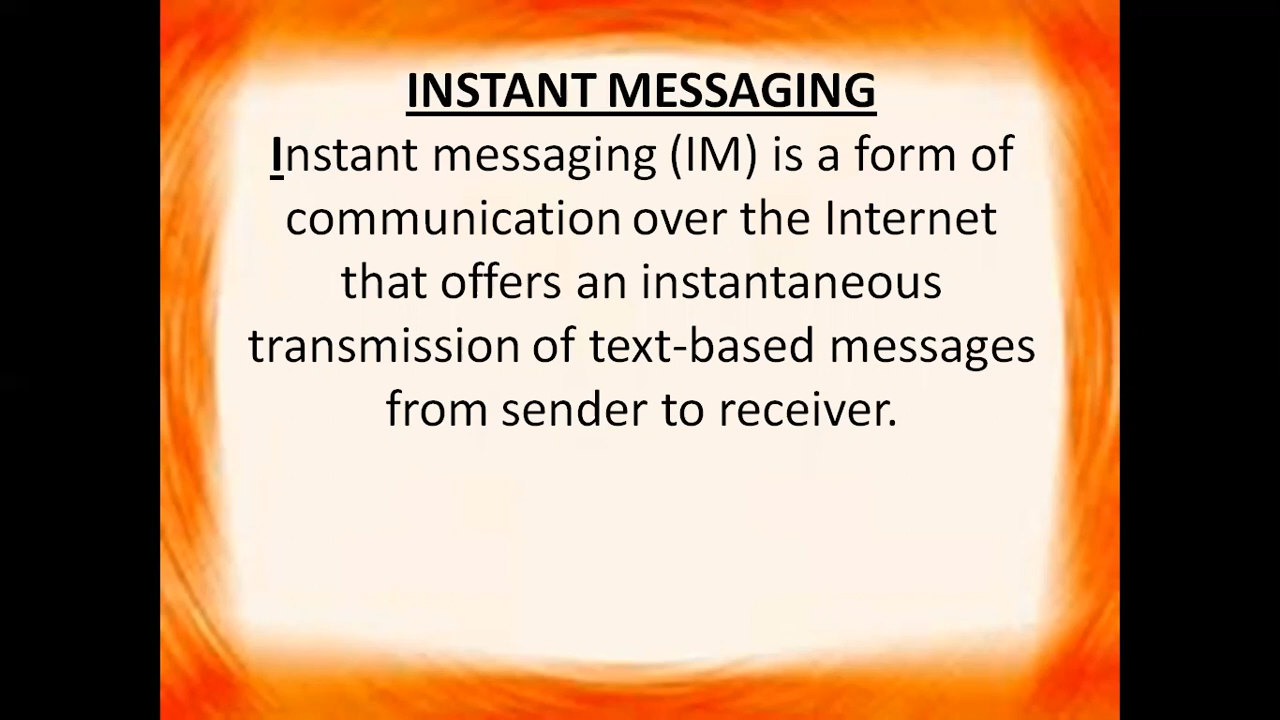 INSTANT MESSAGING
Instant messaging (IM) is a form of
communication over the Internet
that offers an instantaneous
transmission of text-based messages
from sender to receiver.